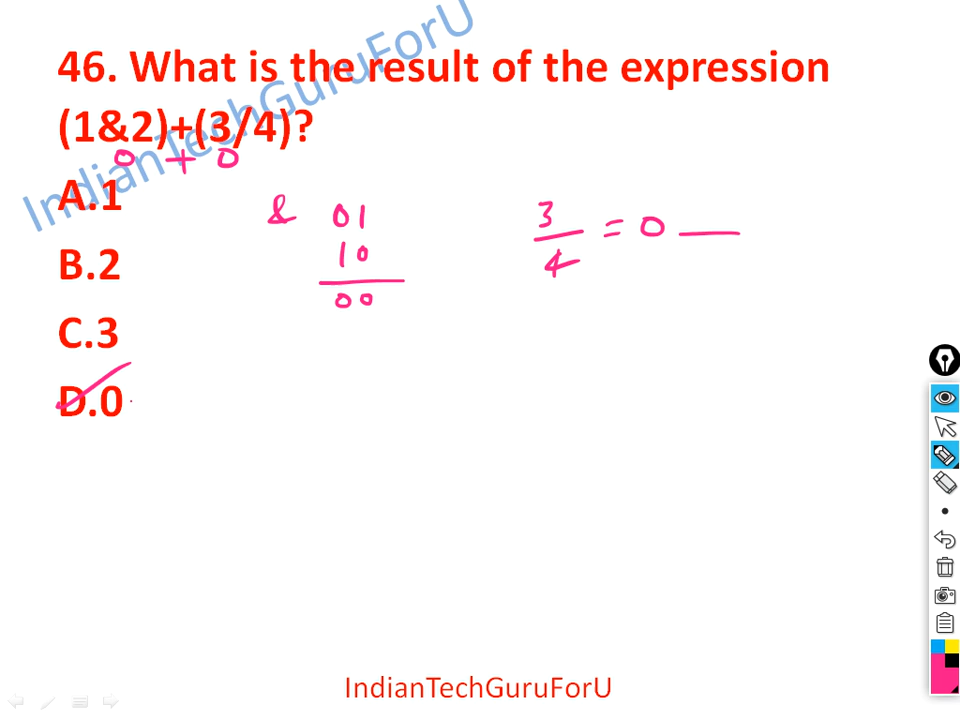 46. What is the result of the expression
(1&2)+(3/4)?
0 + 0
A.1
B.2
C.3
D.0
& 01
10
00
3
4
= 0
IndianTechGuruForU
IndianTechGuruForU